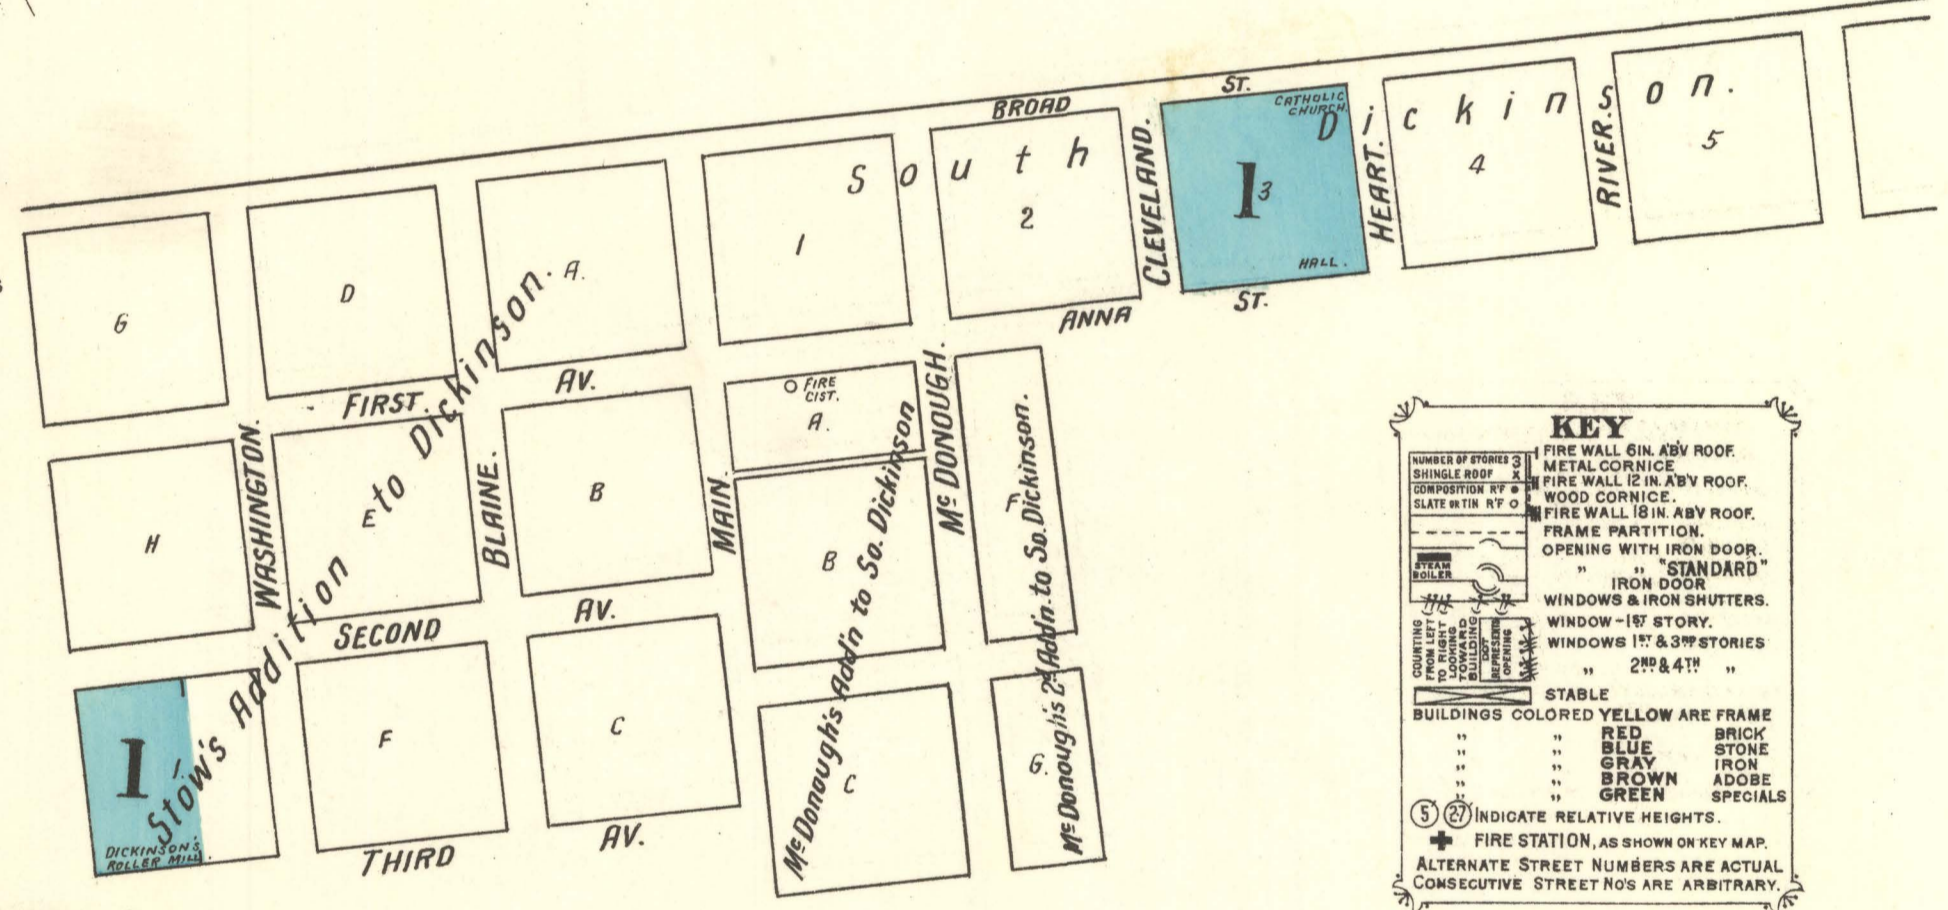 BROAD ST.
South Dickinson.
CATHOLIC
CHURCH.
1 3
HALL.
CLEVELAND.
HEART.
RIVER.
1
2
4
5
ANNA ST.
G
D
A.
FIRST. AV.
FIRE
CIST.
A.
WASHINGTON.
BLAINE.
MAIN.
McDONOUGH.
H
E
B
B
F
Stow's Addition to Dickinson.
McDonough's Add'n to So. Dickinson
McDonough's 2d Add'n. to So. Dickinson.
SECOND AV.
1 1.
DICKINSON'S
ROLLER MILL.
F
C
C
G.
THIRD AV.
KEY
NUMBER OF STORIES 3
SHINGLE ROOF X
COMPOSITION R'F
SLATE OR TIN R'F
STEAM
BOILER
FIRE WALL 6IN. AB'V ROOF.
METAL CORNICE
FIRE WALL 12 IN. AB'V ROOF.
WOOD CORNICE.
FIRE WALL 18 IN. ABV ROOF.
FRAME PARTITION.
OPENING WITH IRON DOOR.
" " "STANDARD"
IRON DOOR
WINDOWS & IRON SHUTTERS.
COUNTING
FROM LEFT
TO RIGHT
LOOKING
TOWARD
BUILDING
DOT
REPRESENTS
OPENING
WINDOW - 1ST STORY.
WINDOWS 1ST & 3RD STORIES
" 2ND & 4TH "
STABLE
BUILDINGS COLORED YELLOW ARE FRAME
" " RED BRICK
" " BLUE STONE
" " GRAY IRON
" " BROWN ADOBE
" " GREEN SPECIALS
5' 27' INDICATE RELATIVE HEIGHTS.
FIRE STATION, AS SHOWN ON KEY MAP.
ALTERNATE STREET NUMBERS ARE ACTUAL
CONSECUTIVE STREET NO'S ARE ARBITRARY.